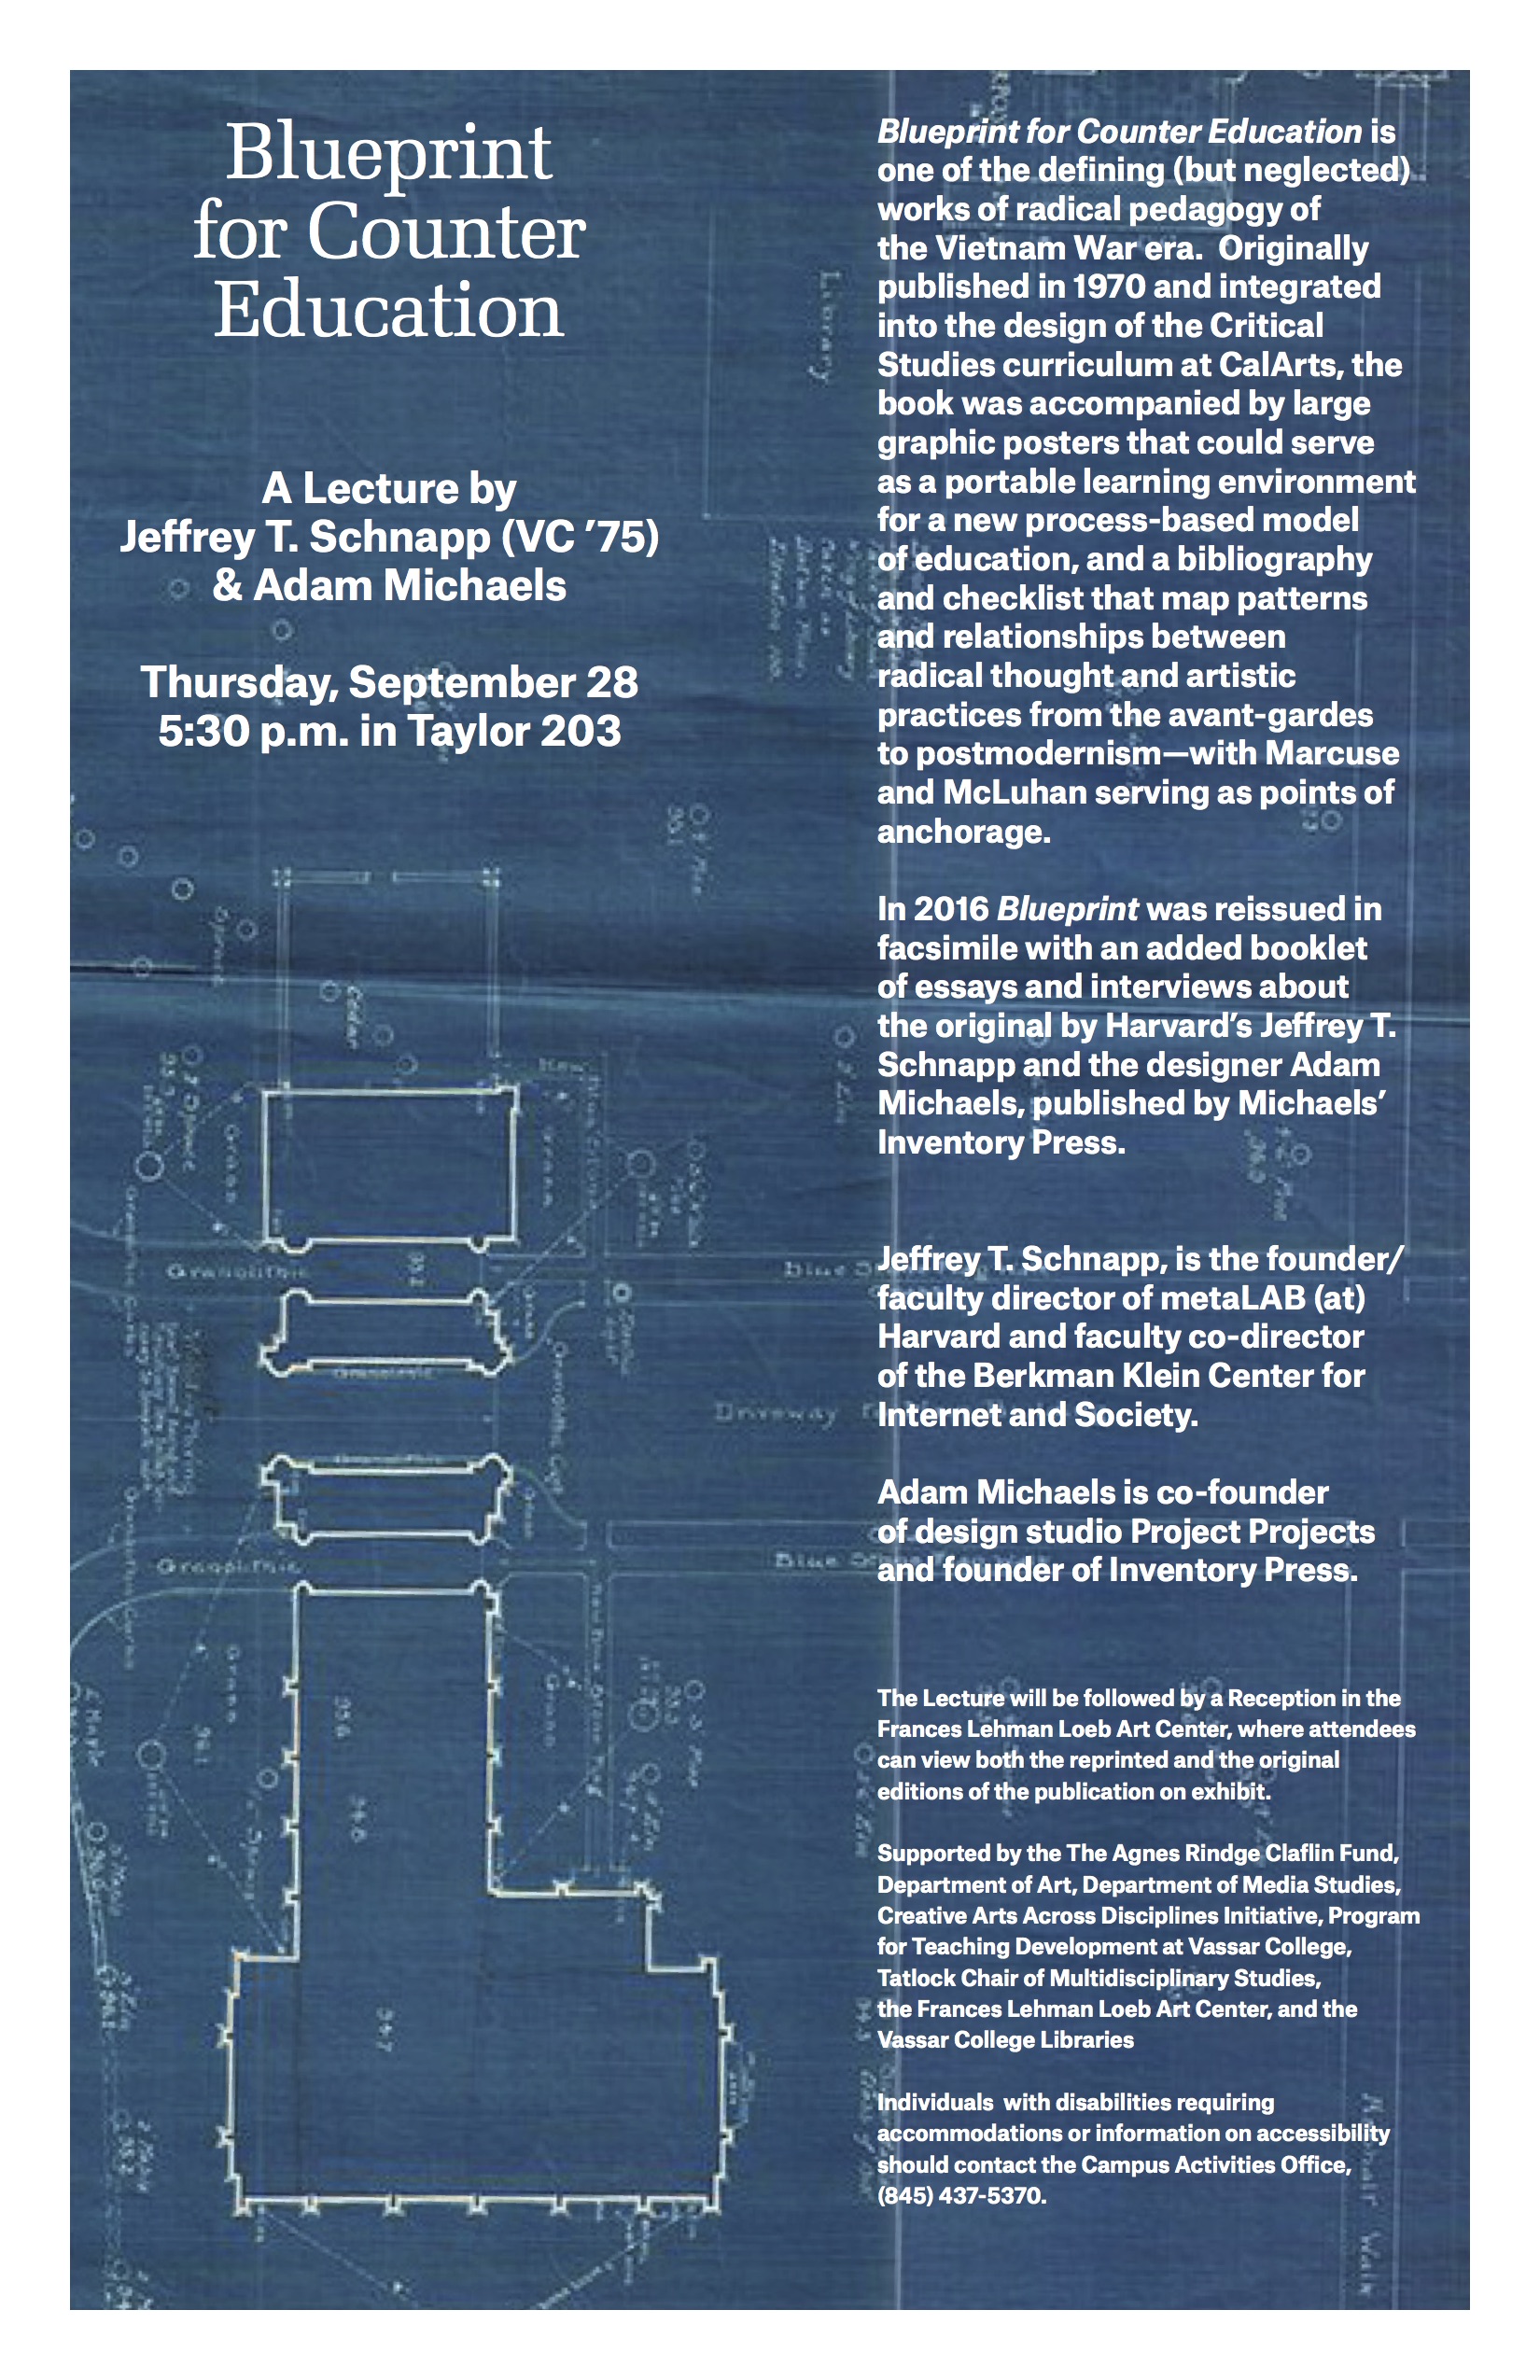 Blueprint
for Counter
Education
A Lecture by
Jeffrey T. Schnapp (VC ’75)
& Adam Michaels
Thursday, September 28
5:30 p.m. in Taylor 203
Blueprint for Counter Education is
one of the defining (but neglected)
works of radical pedagogy of
the Vietnam War era.  Originally
published in 1970 and integrated
into the design of the Critical
Studies curriculum at CalArts, the
book was accompanied by large
graphic posters that could serve
as a portable learning environment
for a new process-based model
of education, and a bibliography
and checklist that map patterns
and relationships between
radical thought and artistic
practices from the avant-gardes
to postmodernism—with Marcuse
and McLuhan serving as points of
anchorage.
In 2016 Blueprint was reissued in
facsimile with an added booklet
of essays and interviews about
the original by Harvard’s Jeffrey T.
Schnapp and the designer Adam
Michaels, published by Michaels’
Inventory Press.
Jeffrey T. Schnapp, is the founder/
faculty director of metaLAB (at)
Harvard and faculty co-director
of the Berkman Klein Center for
Internet and Society.
Adam Michaels is co-founder
of design studio Project Projects
and founder of Inventory Press.
The Lecture will be followed by a Reception in the
Frances Lehman Loeb Art Center, where attendees
can view both the reprinted and the original
editions of the publication on exhibit.
Supported by the The Agnes Rindge Claflin Fund,
Department of Art, Department of Media Studies,
Creative Arts Across Disciplines Initiative, Program
for Teaching Development at Vassar College,
Tatlock Chair of Multidisciplinary Studies,
the Frances Lehman Loeb Art Center, and the
Vassar College Libraries
Individuals  with disabilities requiring
accommodations or information on accessibility
should contact the Campus Activities Office,
(845) 437-5370.
Library
Cedar
Granolithic
Driveway
Granolithic